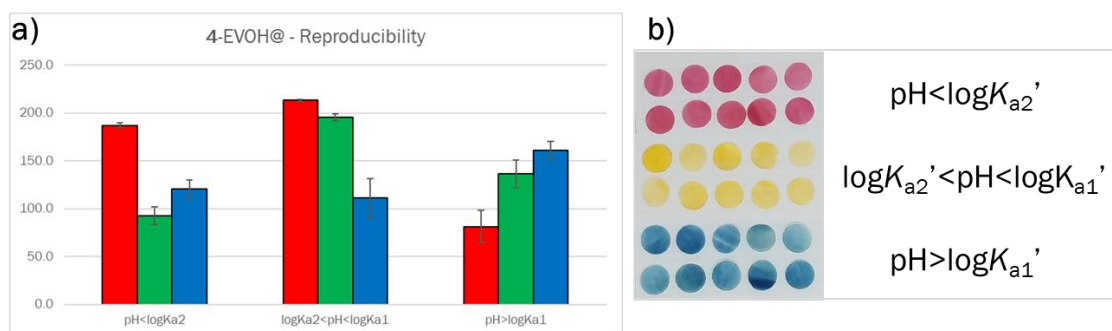 a)
4-EVOH@ - Reproducibility
250.0
200.0
150.0
100.0
50.0
0.0
pH<logKa2
logKa2<pH<logKa1
pH>logKa1
b)
pH<logKa2’
logKa2’<pH<logKa1’
pH>logKa1’